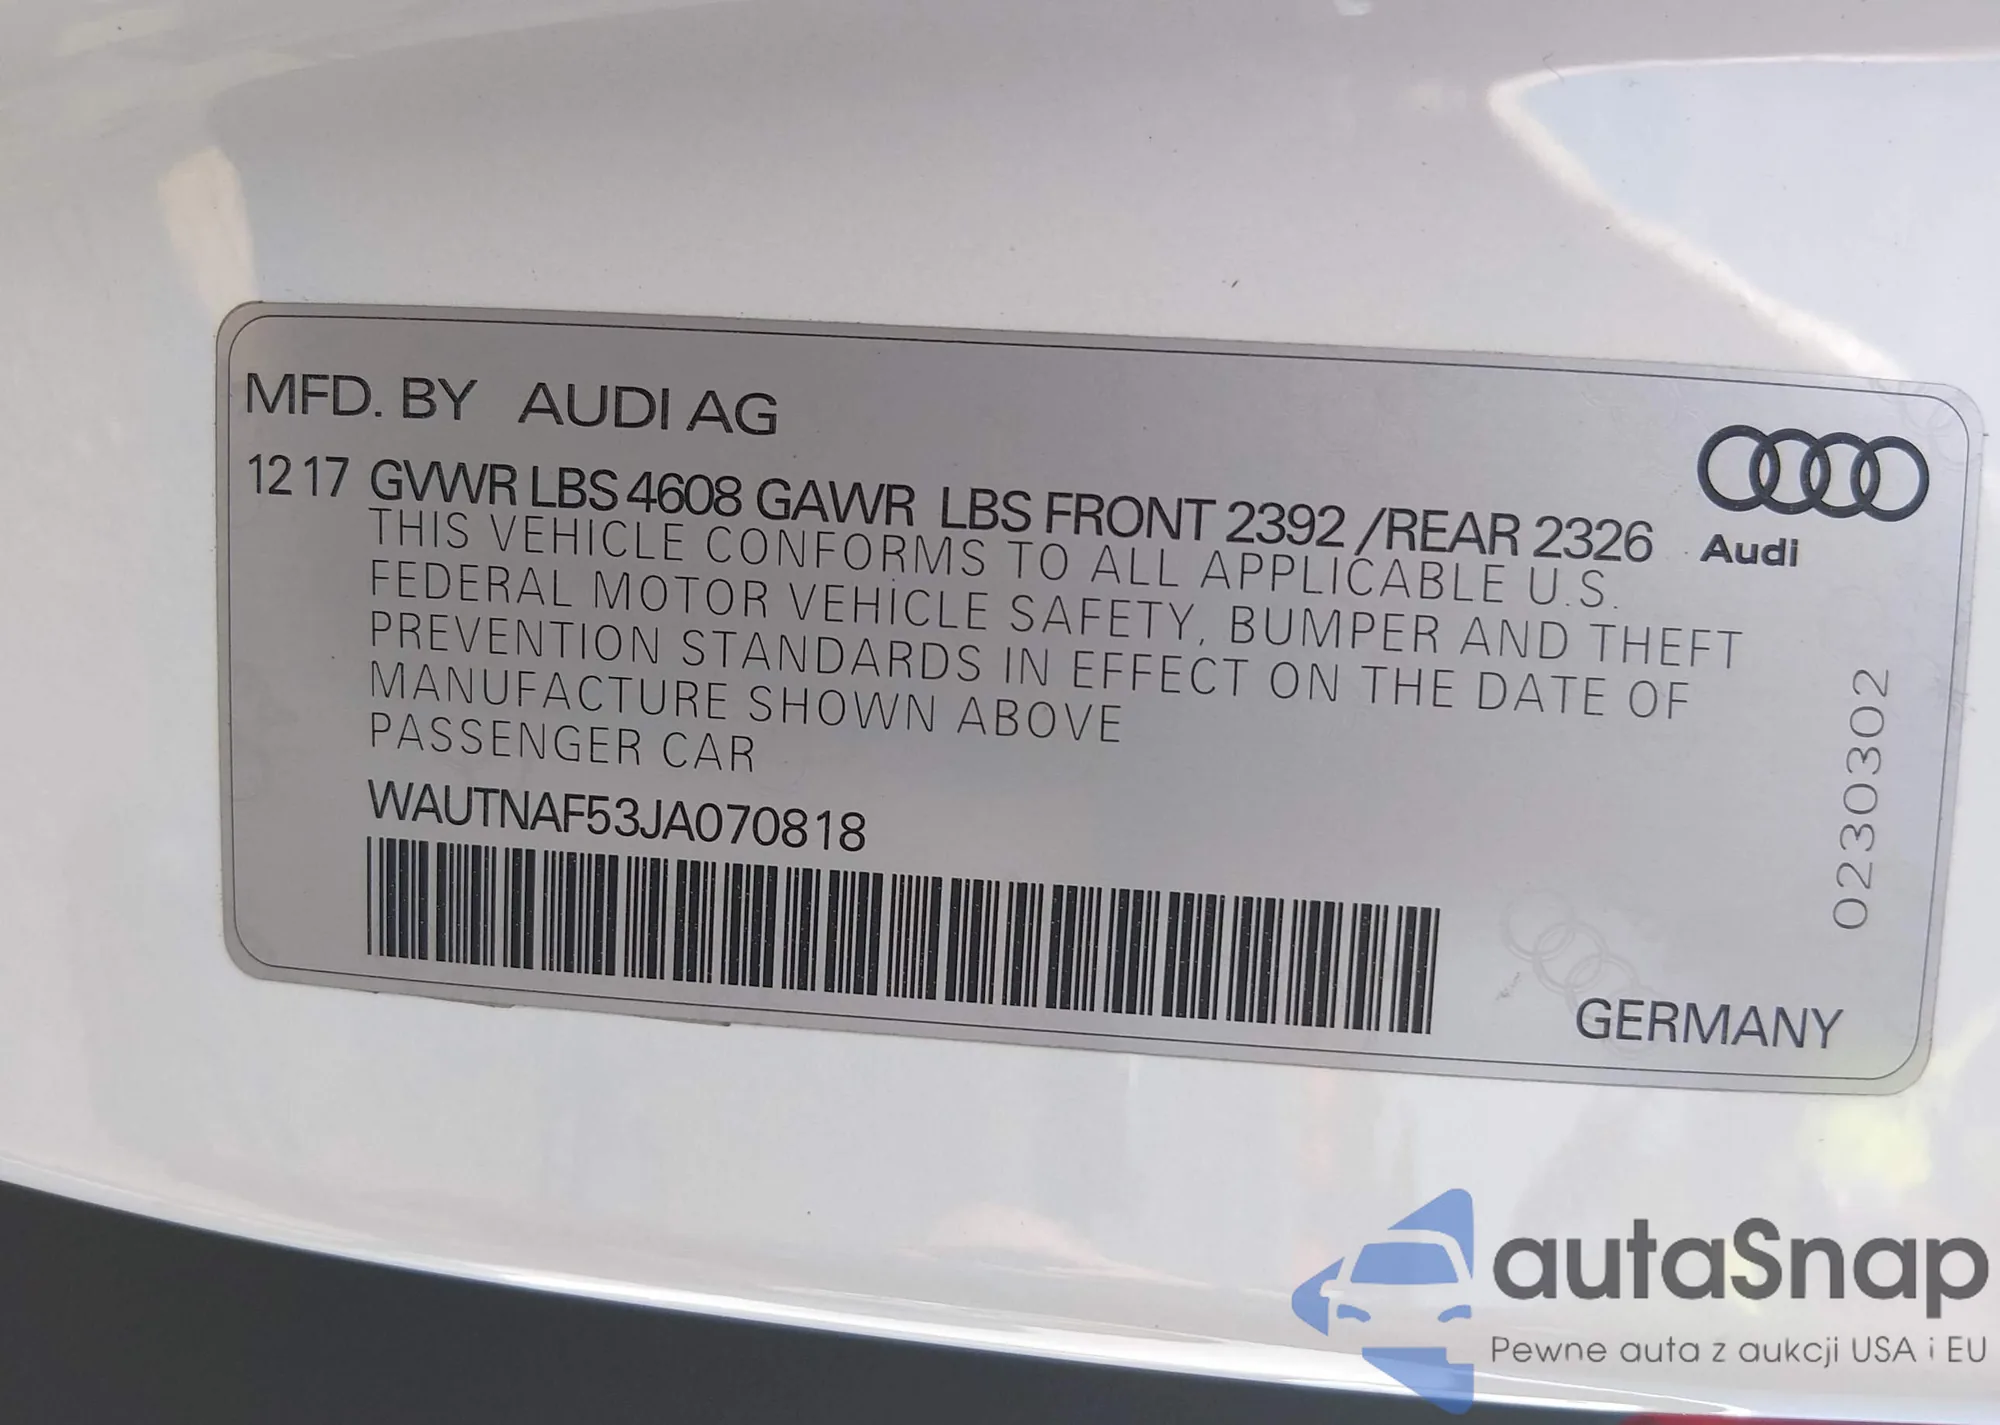 MFD. BY AUDI AG
12 17 GVWR LBS 4608 GAWR LBS FRONT 2392 /REAR 2326
THIS VEHICLE CONFORMS TO ALL APPLICABLE U.S.
FEDERAL MOTOR VEHICLE SAFETY, BUMPER AND THEFT
PREVENTION STANDARDS IN EFFECT ON THE DATE OF
MANUFACTURE SHOWN ABOVE
PASSENGER CAR
WAUTNAF53JA070818
Audi
0230302
GERMANY
autaSnap
Pewne auta z aukcji USA i EU